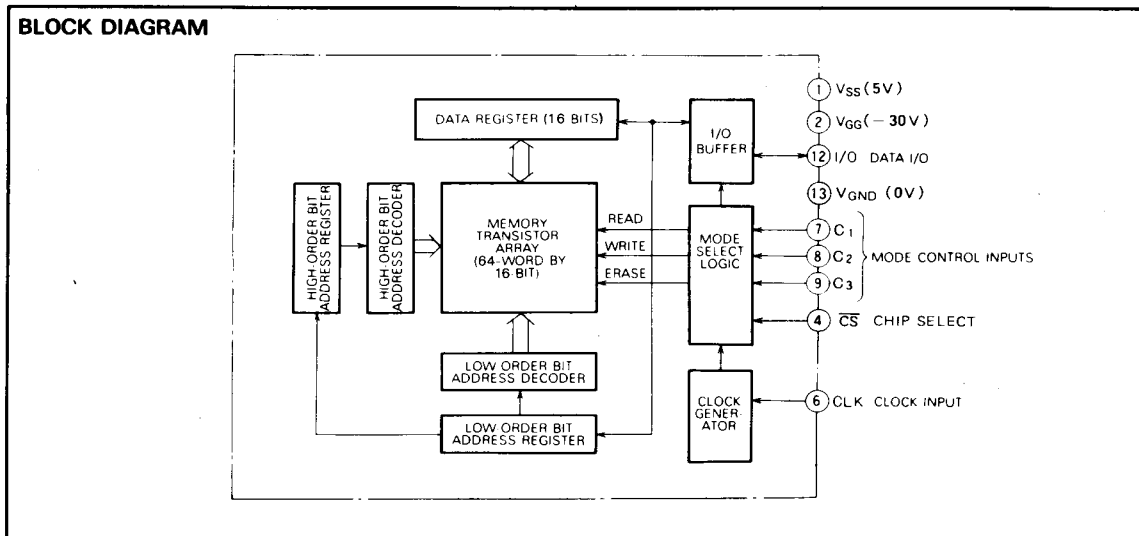 BLOCK DIAGRAM
1 VSS (5V)
2 VGG (−30V)
12 I/O DATA I/O
13 VGND (0V)
7 C1
8 C2
9 C3
MODE CONTROL INPUTS
4 C̅S̅ CHIP SELECT
6 CLK CLOCK INPUT
DATA REGISTER (16 BITS)
I/O
BUFFER
HIGH-ORDER BIT
ADDRESS REGISTER
HIGH-ORDER BIT
ADDRESS DECODER
MEMORY
TRANSISTOR
ARRAY
(64-WORD BY
16-BIT)
READ
WRITE
ERASE
MODE
SELECT
LOGIC
LOW ORDER BIT
ADDRESS DECODER
LOW ORDER BIT
ADDRESS REGISTER
CLOCK
GENER-
ATOR